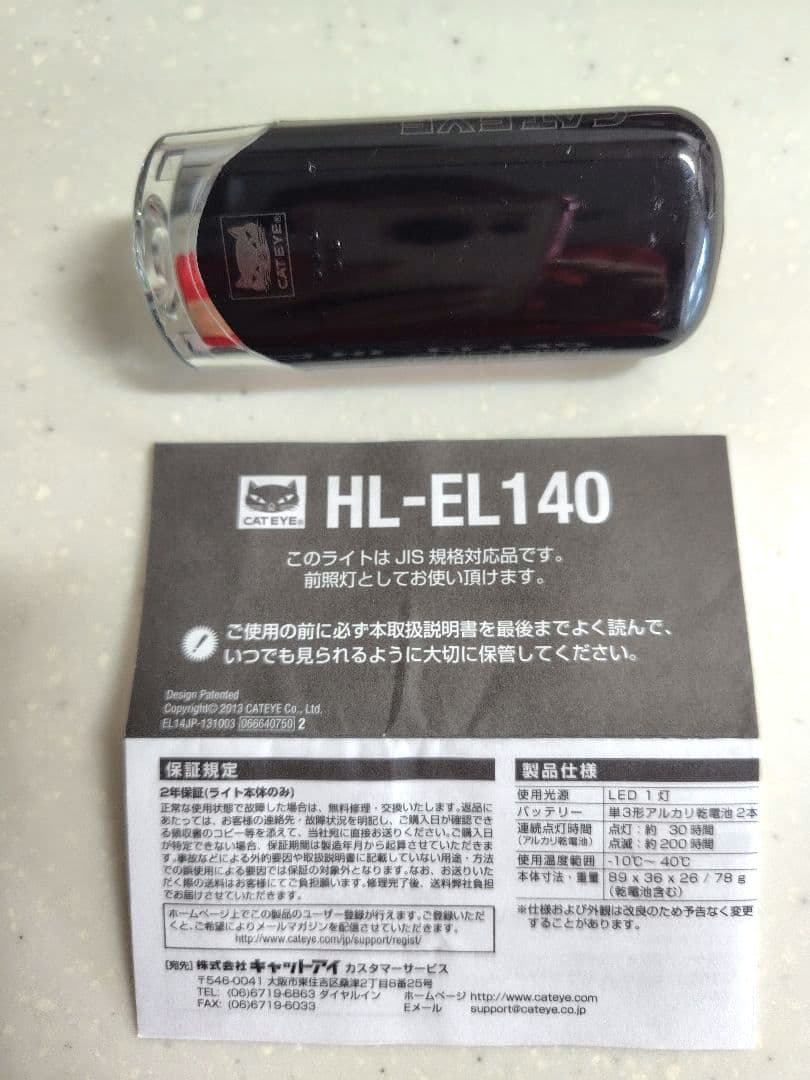 CATEYE
CAT EYE®
CAT EYE®
HL-EL140
このライトは JIS 規格対応品です。
前照灯としてお使い頂けます。
ご使用の前に必ず本取扱説明書を最後までよく読んで、
いつでも見られるように大切に保管してください。
Design Patented
Copyright© 2013 CATEYE Co., Ltd.
EL14JP-131003 066640750 2
保証規定
2年保証(ライト本体のみ)
正常な使用状態で故障した場合は、無料修理・交換いたします。返品に
あたっては、お客様の連絡先・故障状況を明記し、ご購入日が確認でき
る領収書のコピー等を添えて、当社宛に直接お送りください。ご購入日
が特定できない場合、保証期間は製造年月から起算させていただきま
す。事故などによる外的要因や取扱説明書に記載していない用途・方法
での誤使用による要因では保証の対象外となります。なお、お送りいた
だく際の送料はお客様にてご負担願います。修理完了後、送料弊社負担
でお届けさせていただきます。
ホームページ上でこの製品のユーザー登録が行えます。ご登録いただ
くと、ご希望によりメールマガジンを配信させていただきます。
http://www.cateye.com/jp/support/regist/
[宛先] 株式会社 キャットアイ カスタマーサービス
〒546-0041 大阪市東住吉区桑津2丁目8番25号
TEL: (06)6719-6863 ダイヤルイン ホームページ http://www.cateye.com
FAX: (06)6719-6033 Eメール support@cateye.co.jp
製品仕様
使用光源 LED 1 灯
バッテリー 単3形アルカリ乾電池 2本
連続点灯時間 点灯：約 30 時間
(アルカリ乾電池) 点滅：約 200 時間
使用温度範囲 -10℃～ 40℃
本体寸法・重量 89 x 36 x 26 / 78 g
(乾電池含む)
※仕様および外観は改良のため予告なく変更
することがあります。